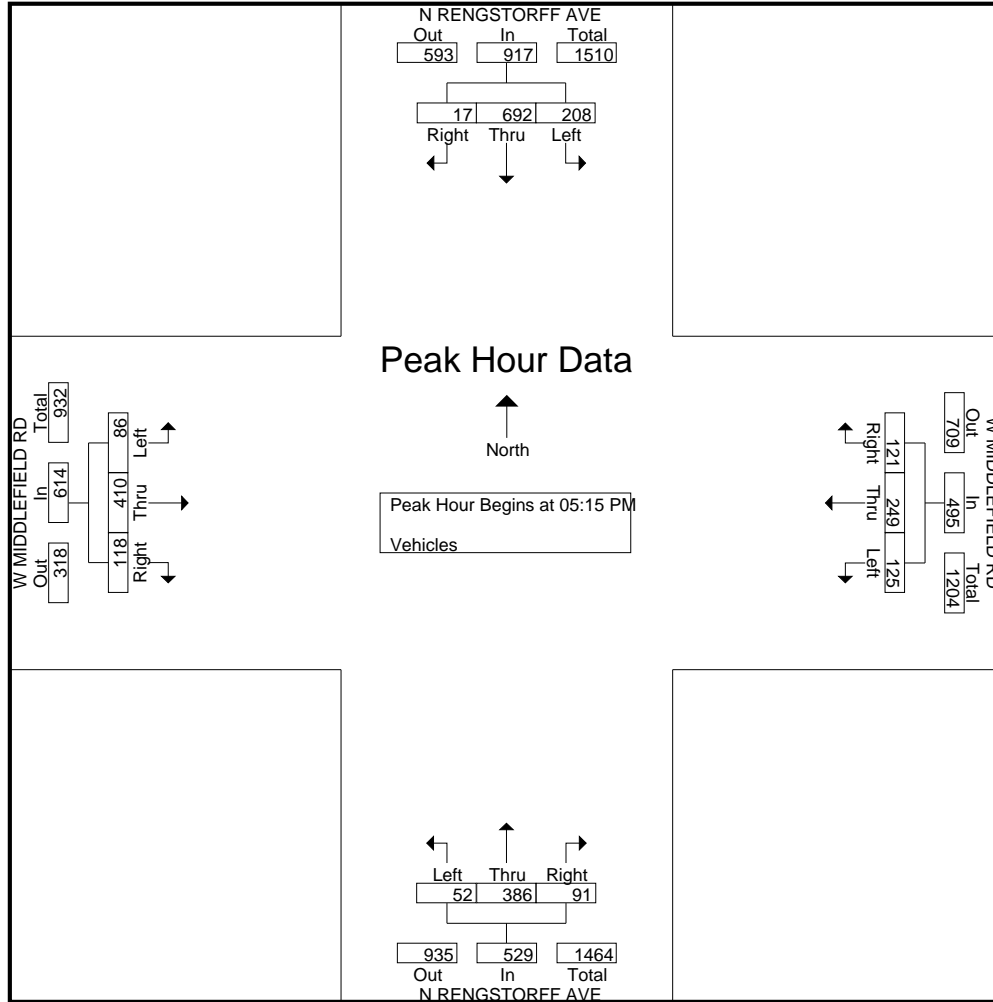 N RENGSTORFF AVE
Out In Total
593 917 1510
17 692 208
Right Thru Left
Peak Hour Data
North
Peak Hour Begins at 05:15 PM
Vehicles
W MIDDLEFIELD RD
Out In Total
318 614 932
118 410 86
Right Thru Left
W MIDDLEFIELD RD
Out In Total
709 495 1204
121 249 125
Right Thru Left
Left Thru Right
52 386 91
935 529 1464
Out In Total
N RENGSTORFF AVE